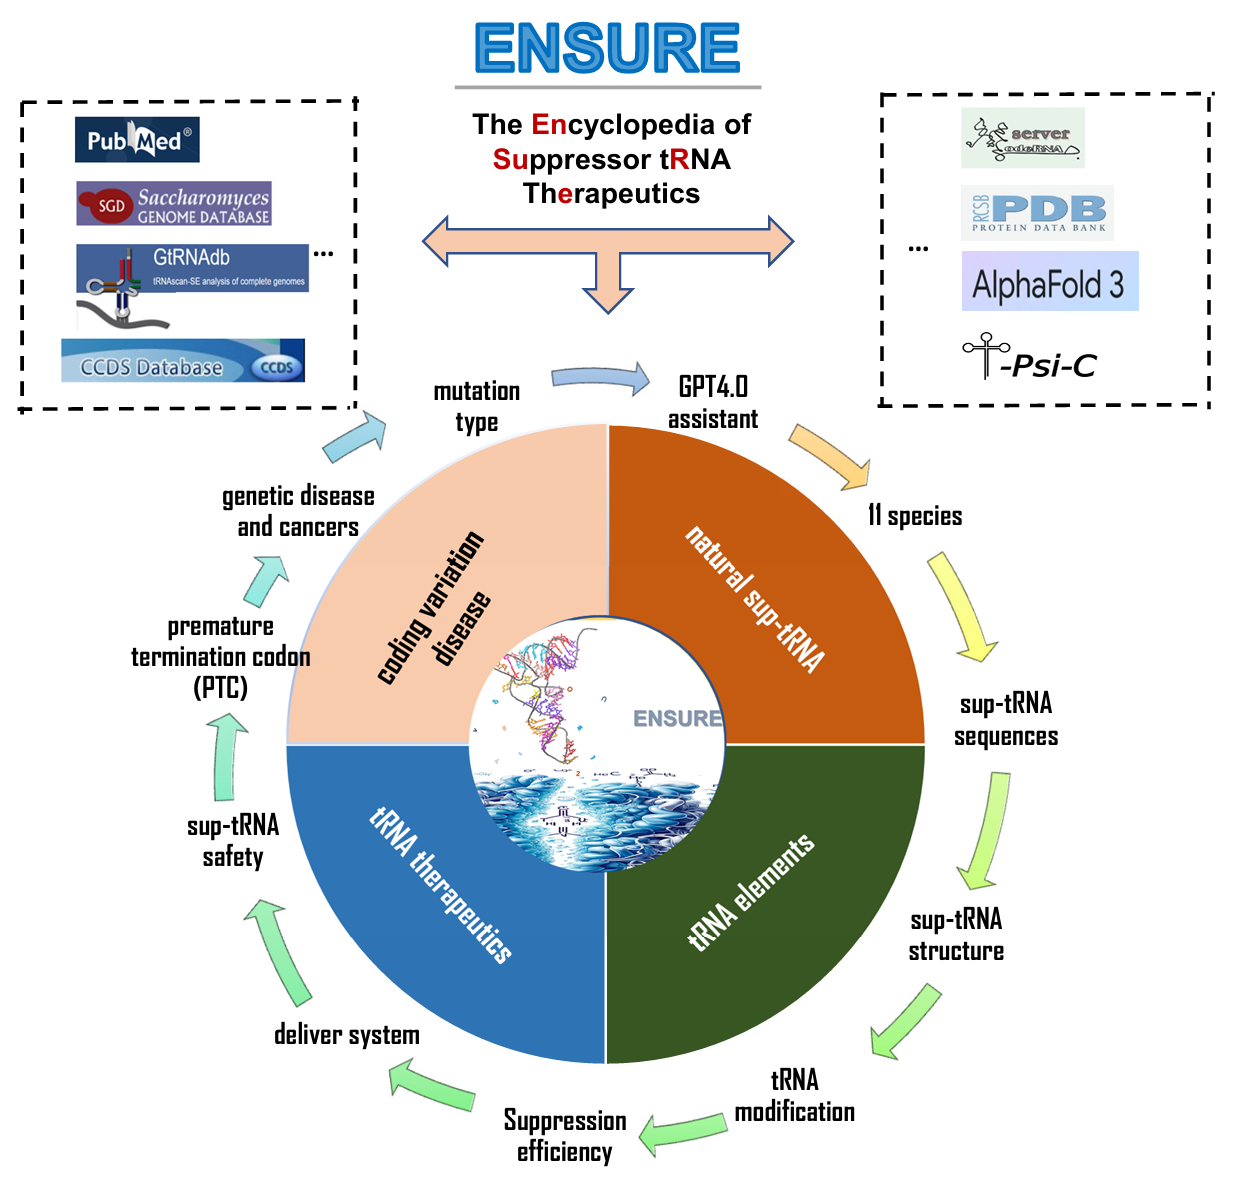 ENSURE
The Encyclopedia of
Suppressor tRNA
Therapeutics
PubMed®
SGD Saccharomyces
GENOME DATABASE
GtRNAdb
tRNAscan-SE analysis of complete genomes
...
CCDS Database CCDS
server
odeRNA
RCSB PDB
PROTEIN DATA BANK
...
AlphaFold 3
-Psi-C
mutation
type
GPT4.0
assistant
11 species
sup-tRNA
sequences
sup-tRNA
structure
tRNA
modification
Suppression
efficiency
deliver system
sup-tRNA
safety
premature
termination codon
(PTC)
genetic disease
and cancers
coding variation
disease
natural sup-tRNA
tRNA therapeutics
tRNA elements
ENSURE